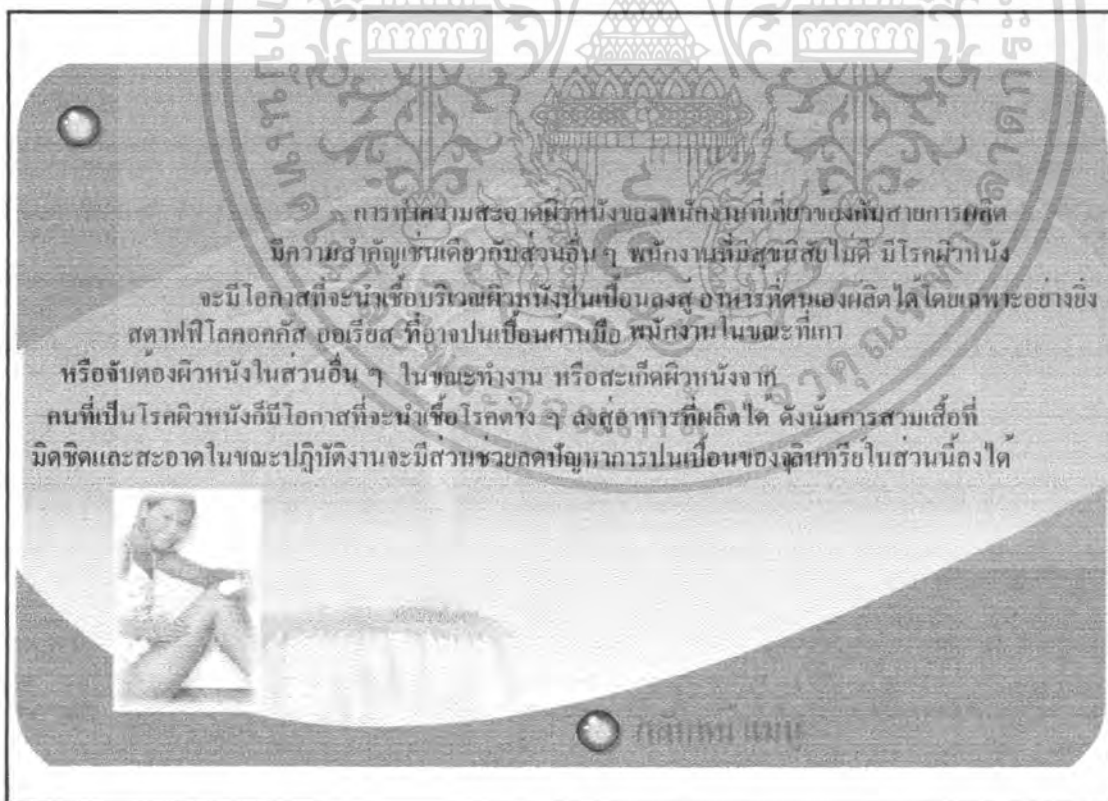 การทำความสะอาดผิวหนังของพนักงานที่เกี่ยวข้องกับสายการผลิต
มีความสำคัญเช่นเดียวกับส่วนอื่น ๆ พนักงานที่มีสุขนิสัยไม่ดี มีโรคผิวหนัง
จะมีโอกาสที่จะนำเชื้อบริเวณผิวหนังปนเปื้อนลงสู่ อาหารที่ตนเองผลิตได้โดยเฉพาะอย่างยิ่ง
สตาฟฟีโลคอคคัส ออเรียส ที่อาจปนเปื้อนผ่านมือ พนักงานในขณะที่เกา
หรือจับต้องผิวหนังในส่วนอื่น ๆ ในขณะทำงาน หรือสะเก็ดผิวหนังจาก
คนที่เป็นโรคผิวหนังก็มีโอกาสที่จะนำเชื้อโรคต่าง ๆ ลงสู่อาหารที่ผลิตได้ ดังนั้นการสวมเสื้อที่
มิดชิดและสะอาดในขณะปฏิบัติงานจะมีส่วนช่วยลดปัญหาการปนเปื้อนของจุลินทรีย์ในส่วนนี้ลงได้
กลับหน้าเมนู